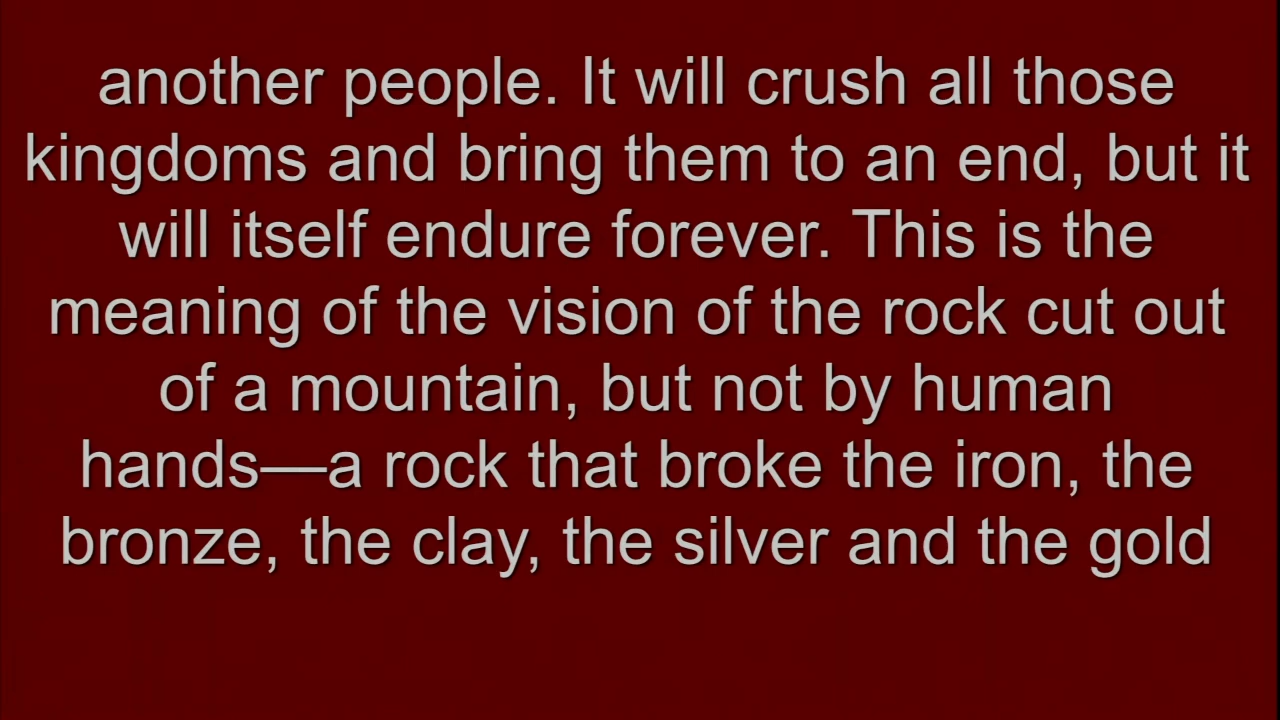 another people. It will crush all those
kingdoms and bring them to an end, but it
will itself endure forever. This is the
meaning of the vision of the rock cut out
of a mountain, but not by human
hands—a rock that broke the iron, the
bronze, the clay, the silver and the gold